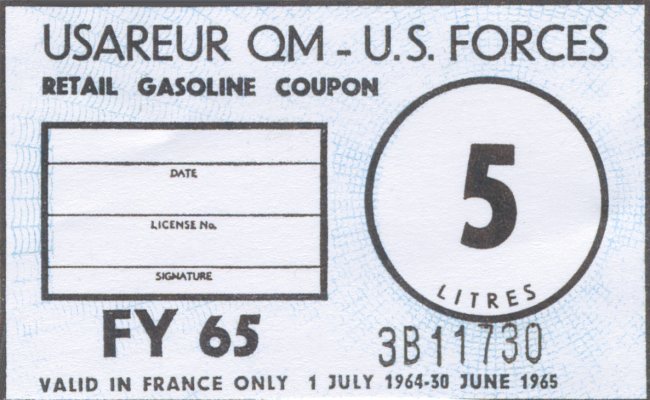 USAREUR QM - U.S. FORCES
RETAIL GASOLINE COUPON
DATE
LICENSE No.
SIGNATURE
5
LITRES
FY 65
3B11730
VALID IN FRANCE ONLY 1 JULY 1964-30 JUNE 1965